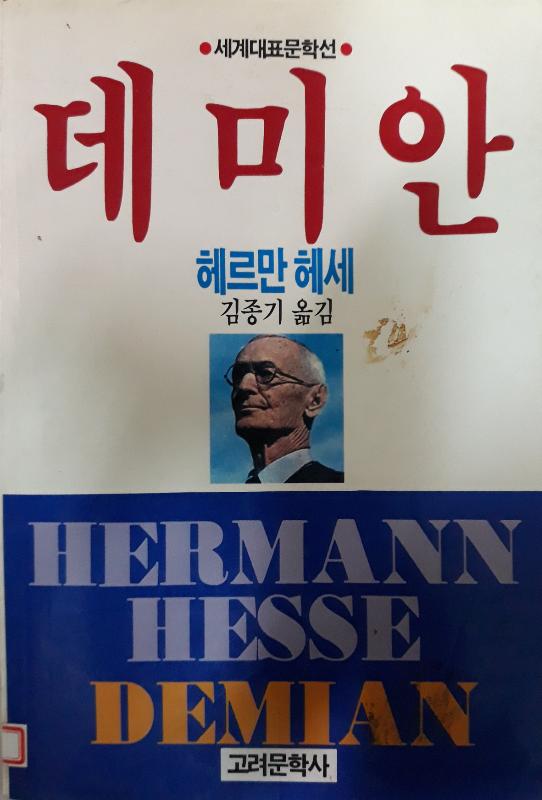 ● 세계대표문학선 ●
데미안
헤르만 헤세
김종기 옮김
HERMANN
HESSE
DEMIAN
고려문학사